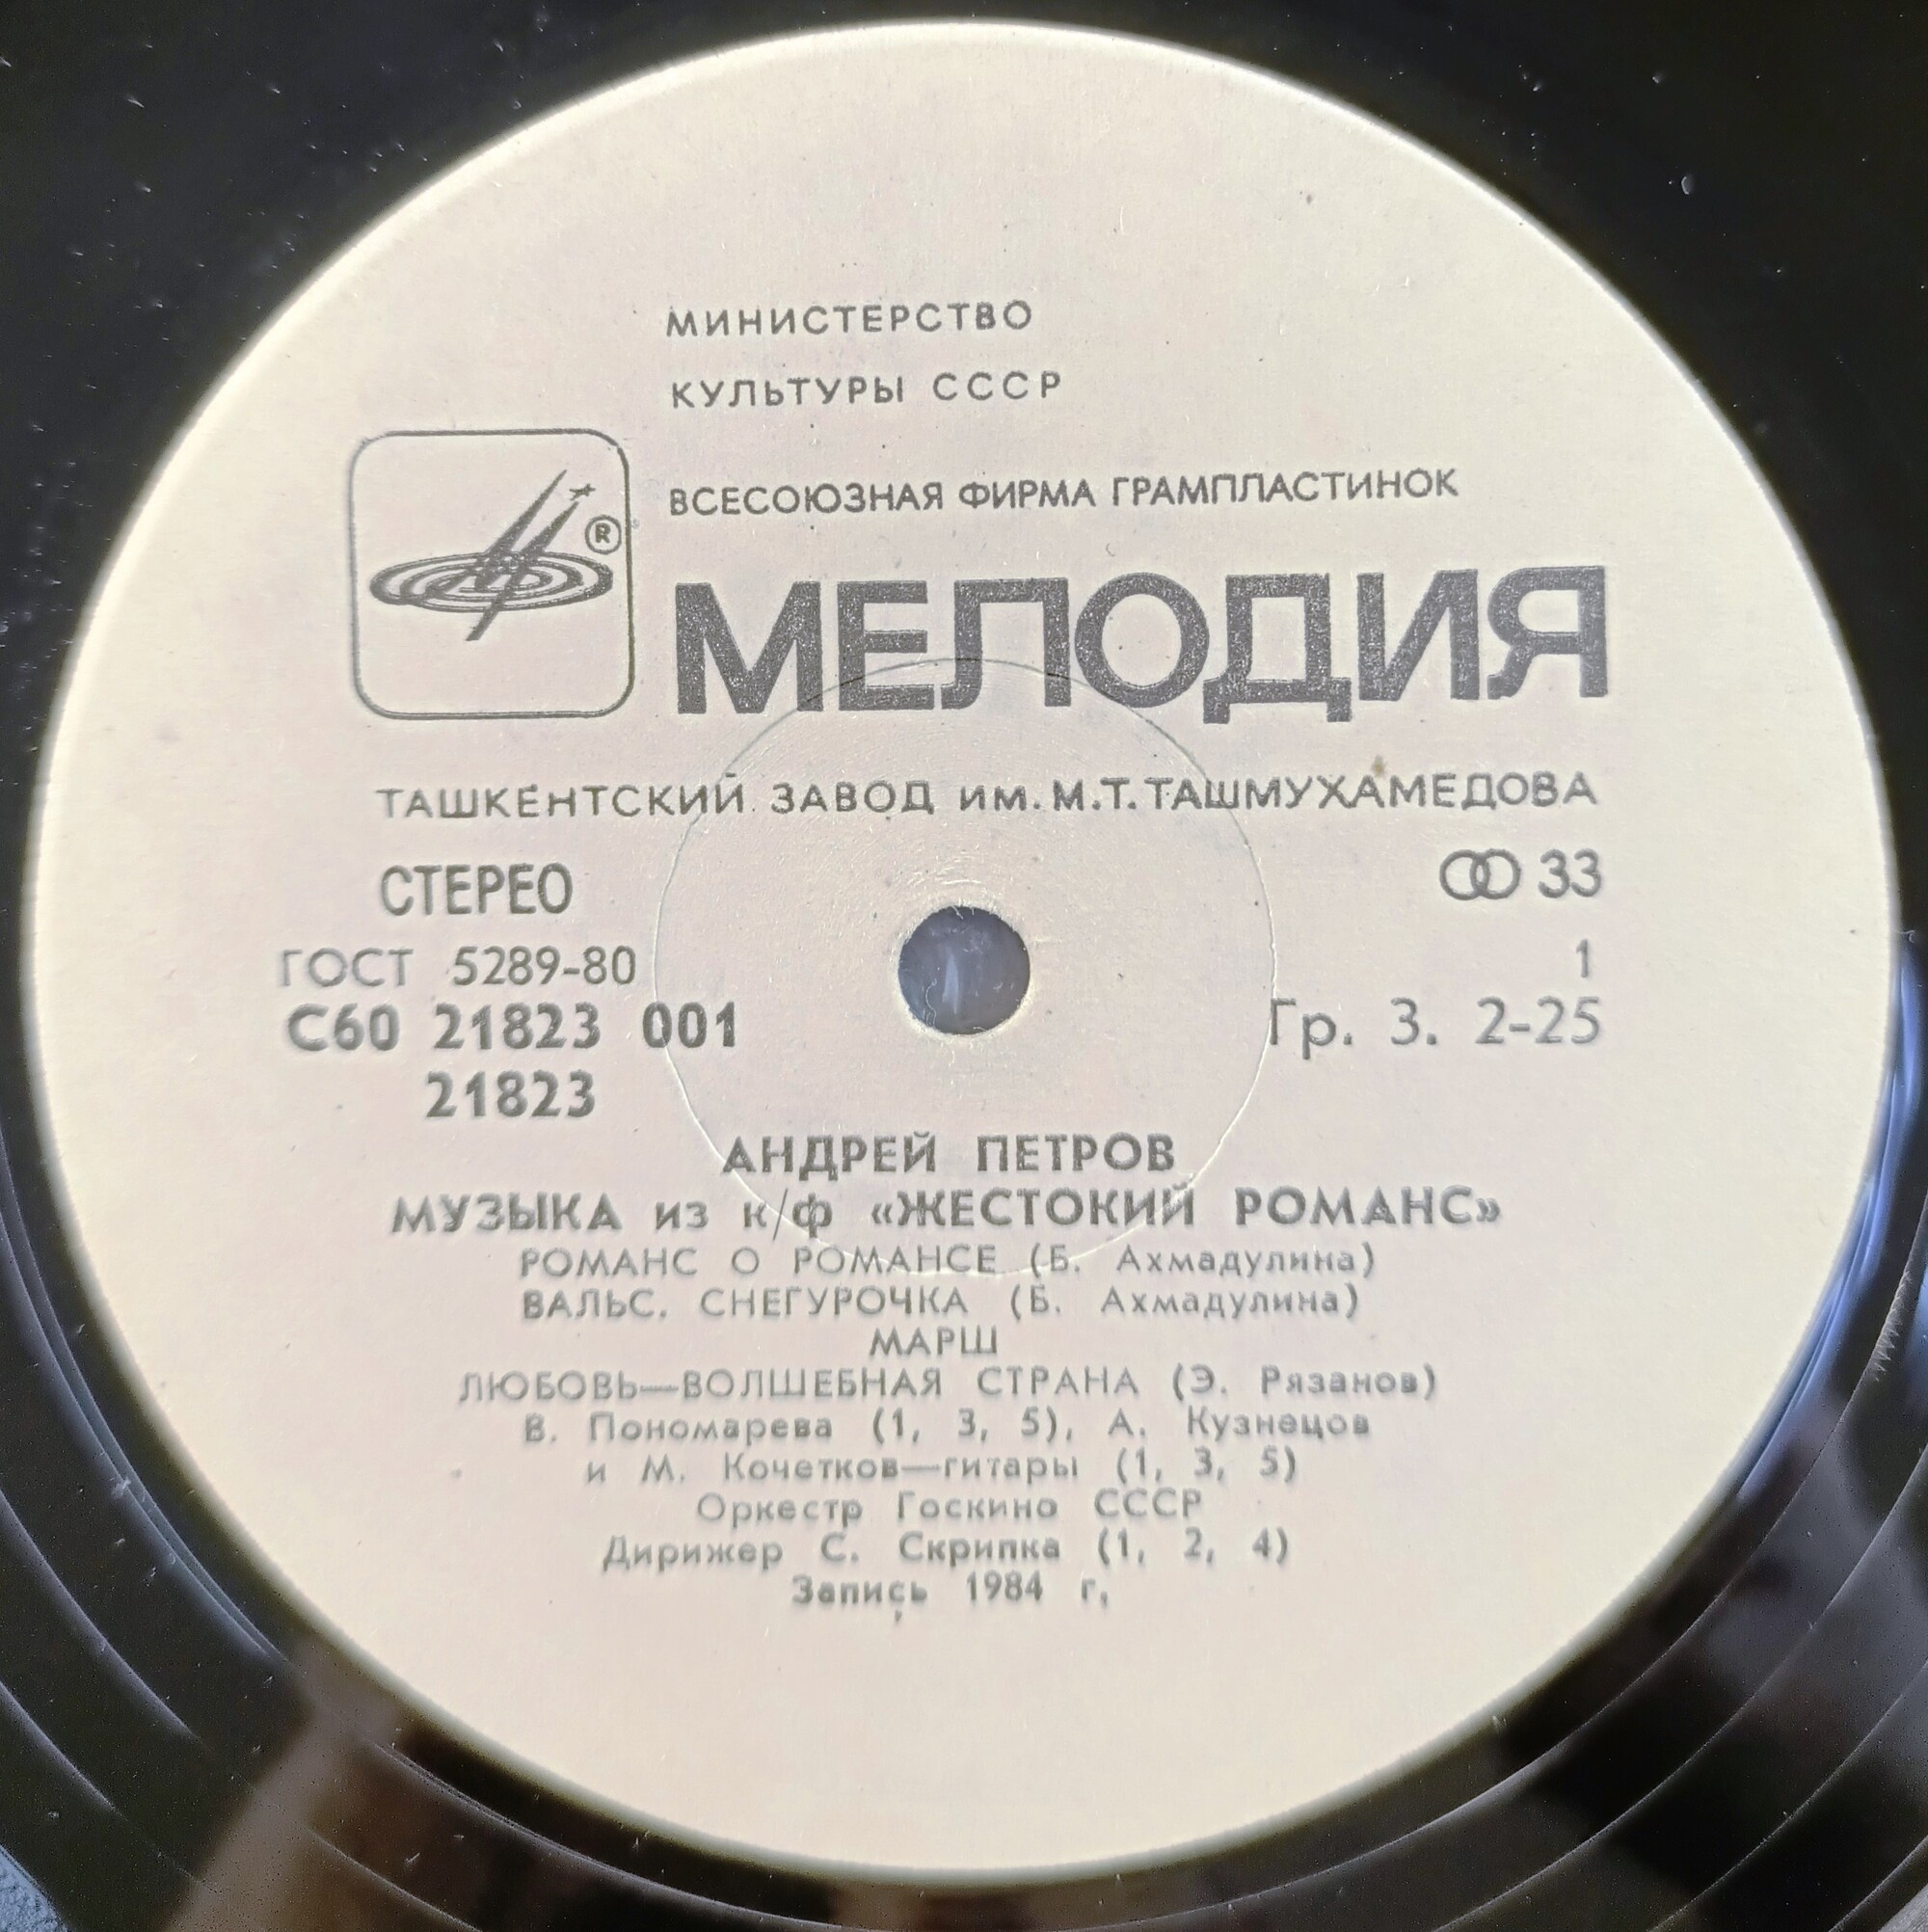 МИНИСТЕРСТВО
КУЛЬТУРЫ СССР
ВСЕСОЮЗНАЯ ФИРМА ГРАМПЛАСТИНОК
®
МЕЛОДИЯ
ТАШКЕНТСКИЙ ЗАВОД им. М.Т. ТАШМУХАМЕДОВА
СТЕРЕО
33
ГОСТ 5289-80
1
С60 21823 001
Гр. 3. 2-25
21823
АНДРЕЙ ПЕТРОВ
МУЗЫКА из к/ф «ЖЕСТОКИЙ РОМАНС»
РОМАНС О РОМАНСЕ (Б. Ахмадулина)
ВАЛЬС. СНЕГУРОЧКА (Б. Ахмадулина)
МАРШ
ЛЮБОВЬ—ВОЛШЕБНАЯ СТРАНА (Э. Рязанов)
В. Пономарева (1, 3, 5), А. Кузнецов
и М. Кочетков—гитары (1, 3, 5)
Оркестр Госкино СССР
Дирижер С. Скрипка (1, 2, 4)
Запись 1984 г.